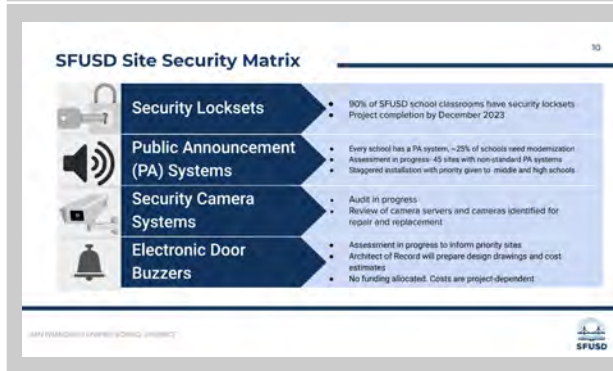 10
SFUSD Site Security Matrix
Security Locksets
90% of SFUSD school classrooms have security locksets
Project completion by December 2023
Public Announcement
(PA) Systems
Every school has a PA system, ~25% of schools need modernization
Assessment in progress- 45 sites with non-standard PA systems
Staggered installation with priority given to middle and high schools
Security Camera
Systems
Audit in progress
Review of camera servers and cameras identified for
repair and replacement
Electronic Door
Buzzers
Assessment in progress to inform priority sites
Architect of Record will prepare design drawings and cost
estimates
No funding allocated. Costs are project-dependent
SAN FRANCISCO UNIFIED SCHOOL DISTRICT
SFUSD